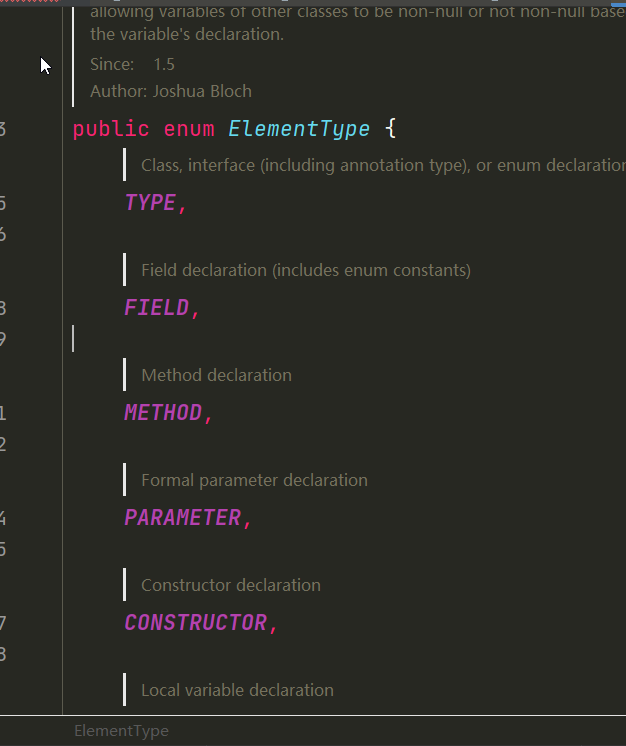 allowing variables of other classes to be non-null or not non-null base
the variable's declaration.
Since: 1.5
Author: Joshua Bloch
3 public enum ElementType {
Class, interface (including annotation type), or enum declaration
5 TYPE,
6
Field declaration (includes enum constants)
8 FIELD,
9
Method declaration
1 METHOD,
2
Formal parameter declaration
4 PARAMETER,
5
Constructor declaration
7 CONSTRUCTOR,
8
Local variable declaration
ElementType